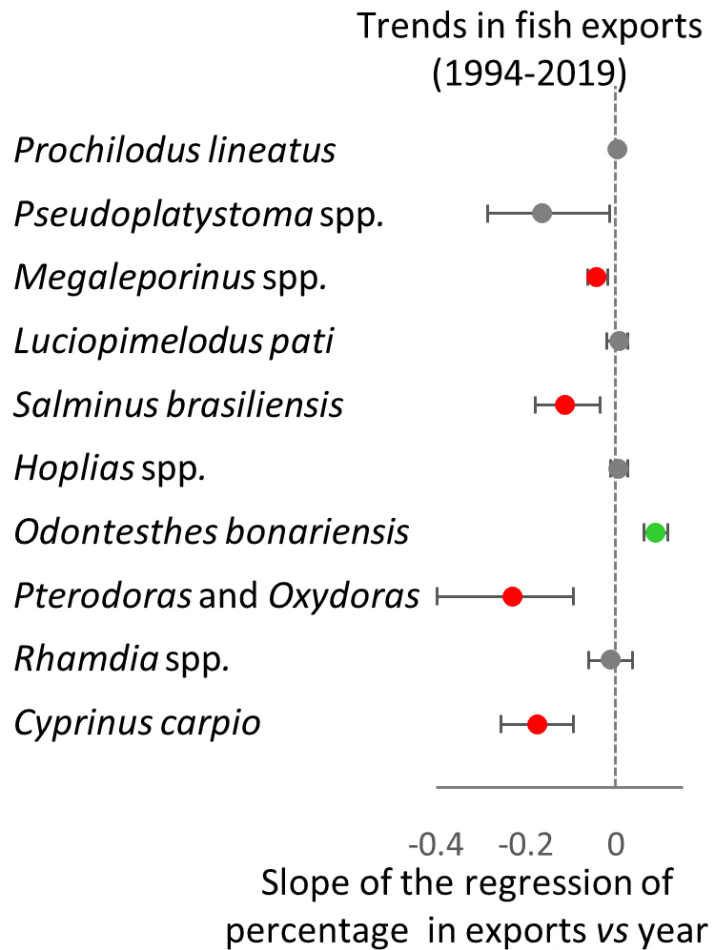 Trends in fish exports
(1994-2019)
Prochilodus lineatus
Pseudoplatystoma spp.
Megaleporinus spp.
Luciopimelodus pati
Salminus brasiliensis
Hoplias spp.
Odontesthes bonariensis
Pterodoras and Oxydoras
Rhamdia spp.
Cyprinus carpio
-0.4 -0.2 0
Slope of the regression of
percentage in exports vs year